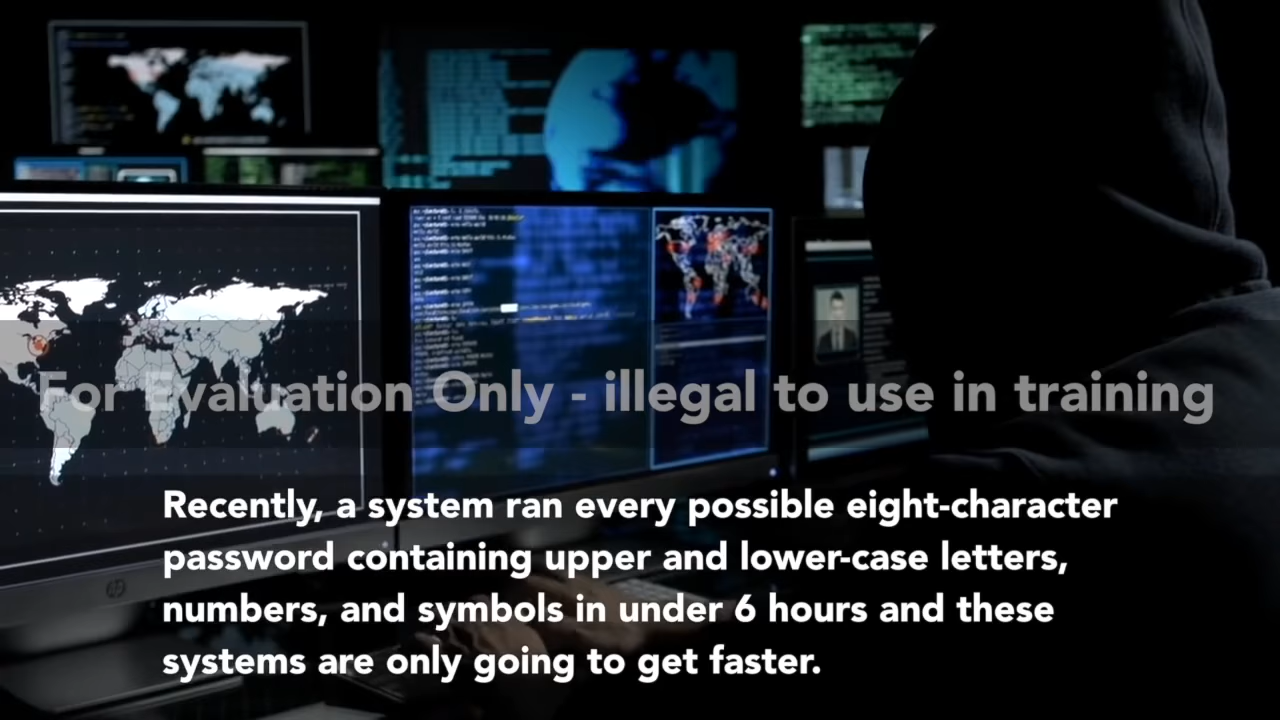 For Evaluation Only - illegal to use in training
Recently, a system ran every possible eight-character
password containing upper and lower-case letters,
numbers, and symbols in under 6 hours and these
systems are only going to get faster.